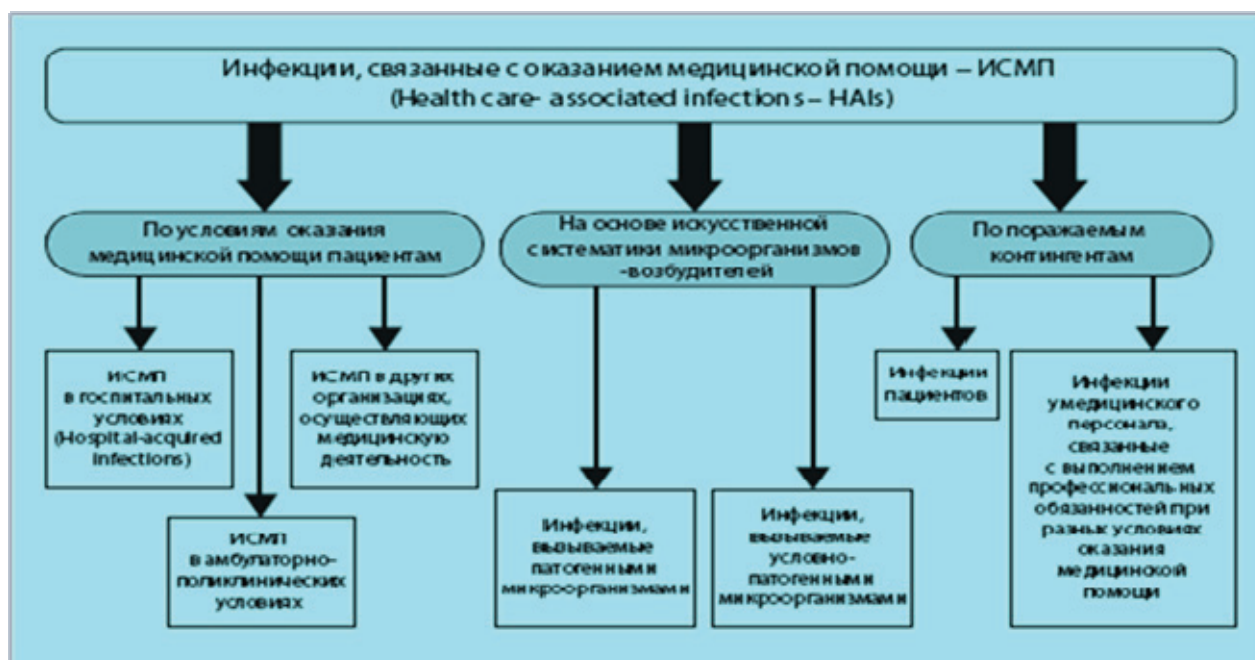 Инфекции, связанные с оказанием медицинской помощи – ИСМП
(Health care- associated infections – HAIs)
По условиям оказания
медицинской помощи пациентам
На основе искусственной
систематики микроорганизмов
-возбудителей
По поражаемым
контингентам
ИСМП
в госпитальных
условиях
(Hospital-acquired
infections)
ИСМП в других
организациях,
осуществляющих
медицинскую
деятельность
ИСМП
в амбулаторно-
поликлинических
условиях
Инфекции,
вызываемые
патогенными
микроорганизмами
Инфекции,
вызываемые
условно-
патогенными
микроорганизмами
Инфекции
пациентов
Инфекции
у медицинского
персонала,
связанные
с выполнением
профессиональных
обязанностей при
разных условиях
оказания
медицинской
помощи